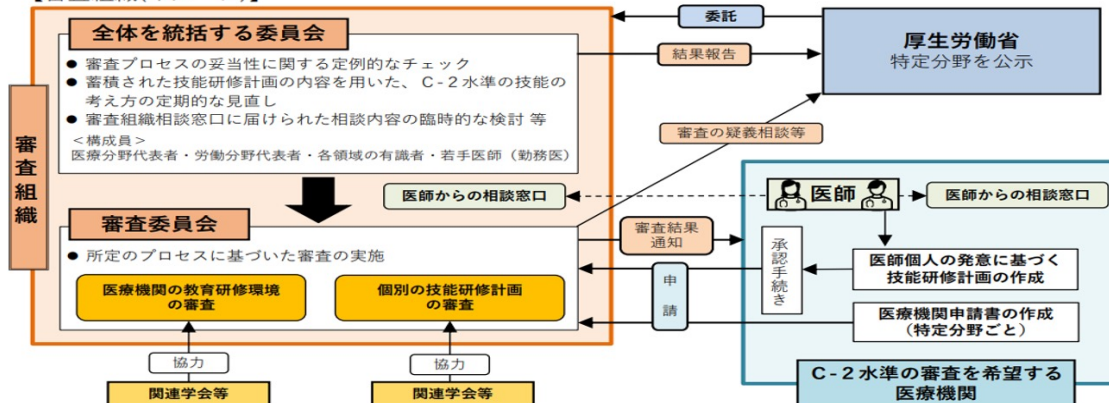 全体を統括する委員会
● 審査プロセスの妥当性に関する定例的なチェック
● 蓄積された技能研修計画の内容を用いた、C-2水準の技能の
考え方の定期的な見直し
● 審査組織相談窓口に届けられた相談内容の臨時的な検討 等
＜構成員＞
医療分野代表者・労働分野代表者・各領域の有識者・若手医師（勤務医）
審査組織
医師からの相談窓口
審査委員会
● 所定のプロセスに基づいた審査の実施
医療機関の教育研修環境
の審査
個別の技能研修計画
の審査
協力
協力
関連学会等
関連学会等
委託
結果報告
審査の疑義相談等
審査結果
通知
申請
厚生労働省
特定分野を公示
医師
医師からの相談窓口
承認手続き
医師個人の発意に基づく
技能研修計画の作成
医療機関申請書の作成
（特定分野ごと）
C-2水準の審査を希望する
医療機関